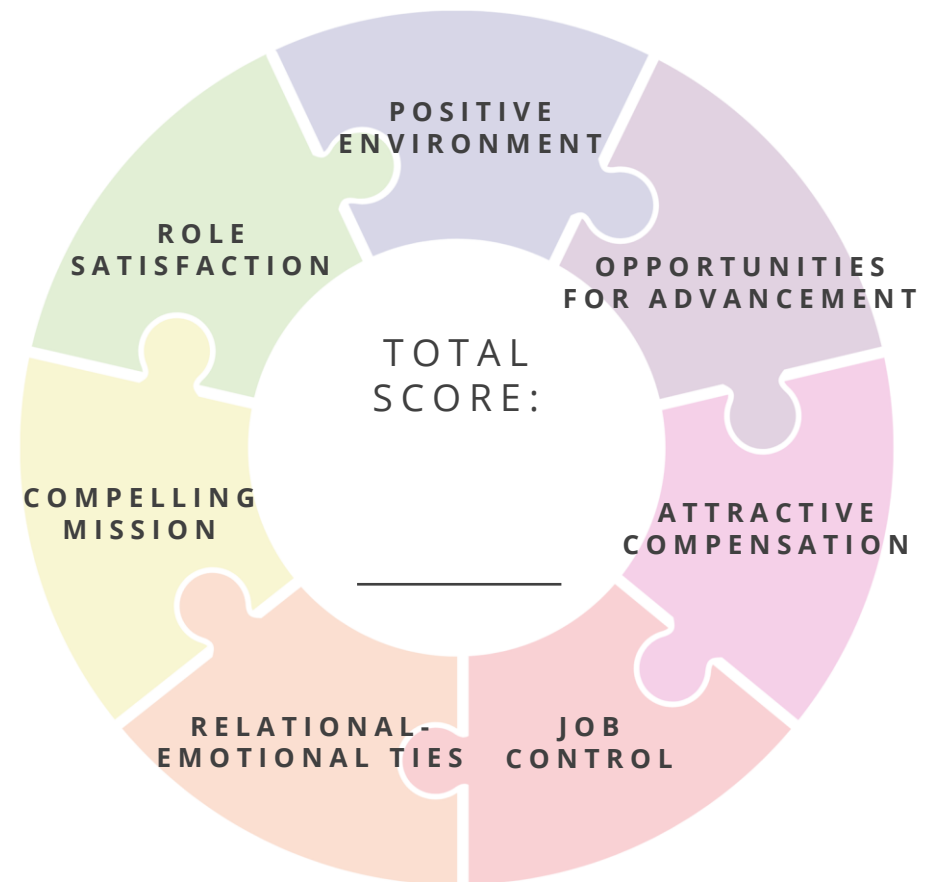 POSITIVE
ENVIRONMENT
ROLE
SATISFACTION
OPPORTUNITIES
FOR ADVANCEMENT
TOTAL
SCORE:
COMPELLING
MISSION
ATTRACTIVE
COMPENSATION
RELATIONAL-
EMOTIONAL TIES
JOB
CONTROL